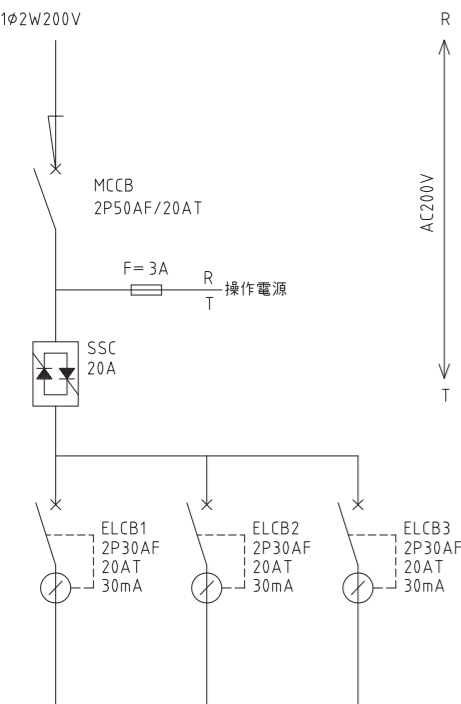 1φ2W200V
R
MCCB
2P50AF/20AT
AC200V
F=3A
R
T
操作電源
SSC
20A
T
ELCB1
2P30AF
20AT
30mA
ELCB2
2P30AF
20AT
30mA
ELCB3
2P30AF
20AT
30mA